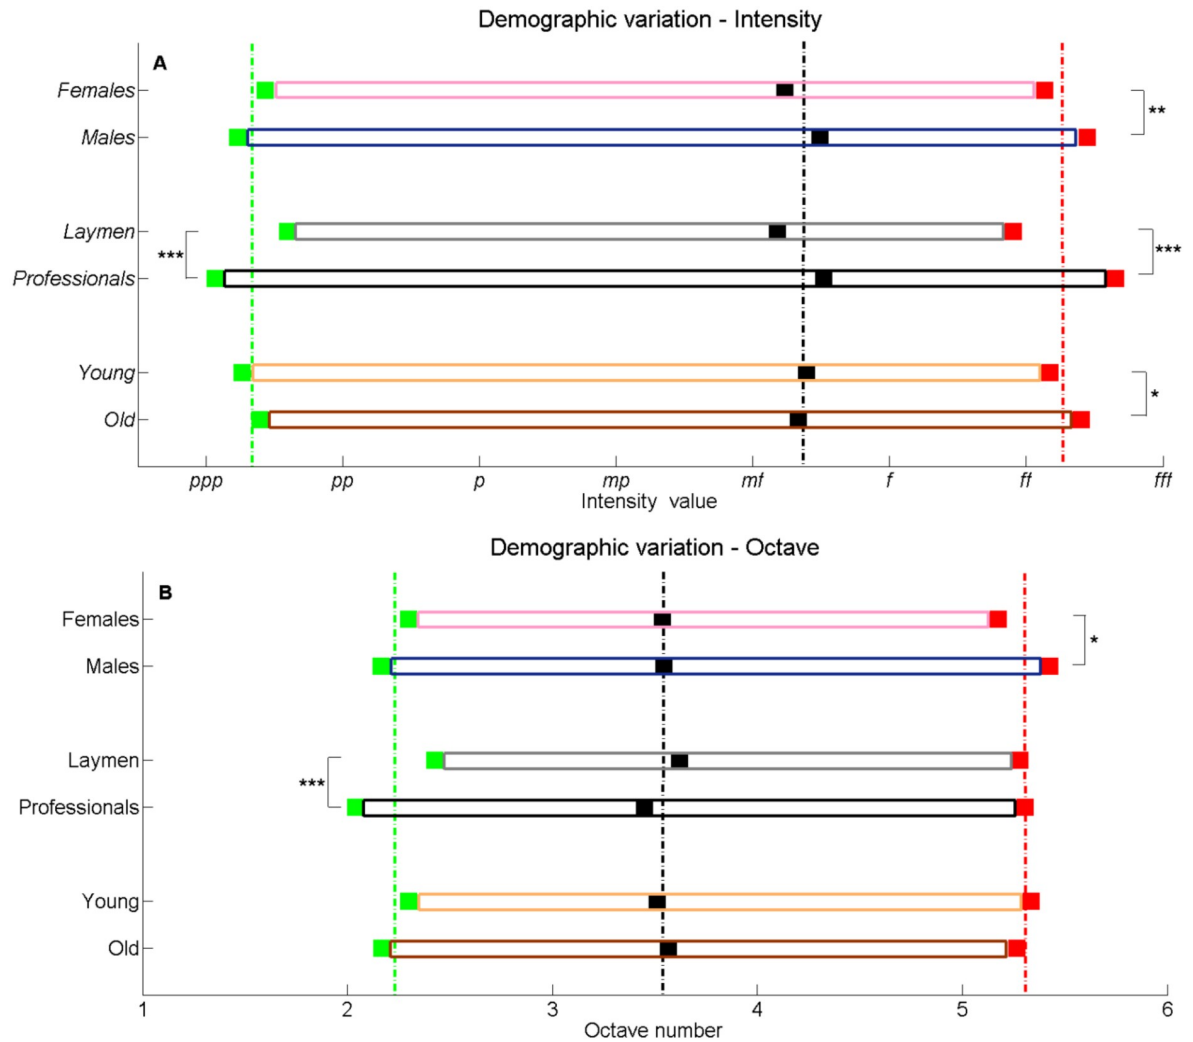 Demographic variation - Intensity
A
Females
**
Males
Laymen
***
***
Professionals
Young
*
Old
ppp pp p mp mf f ff fff
Intensity value
Demographic variation - Octave
B
Females
*
Males
Laymen
***
Professionals
Young
Old
1 2 3 4 5 6
Octave number